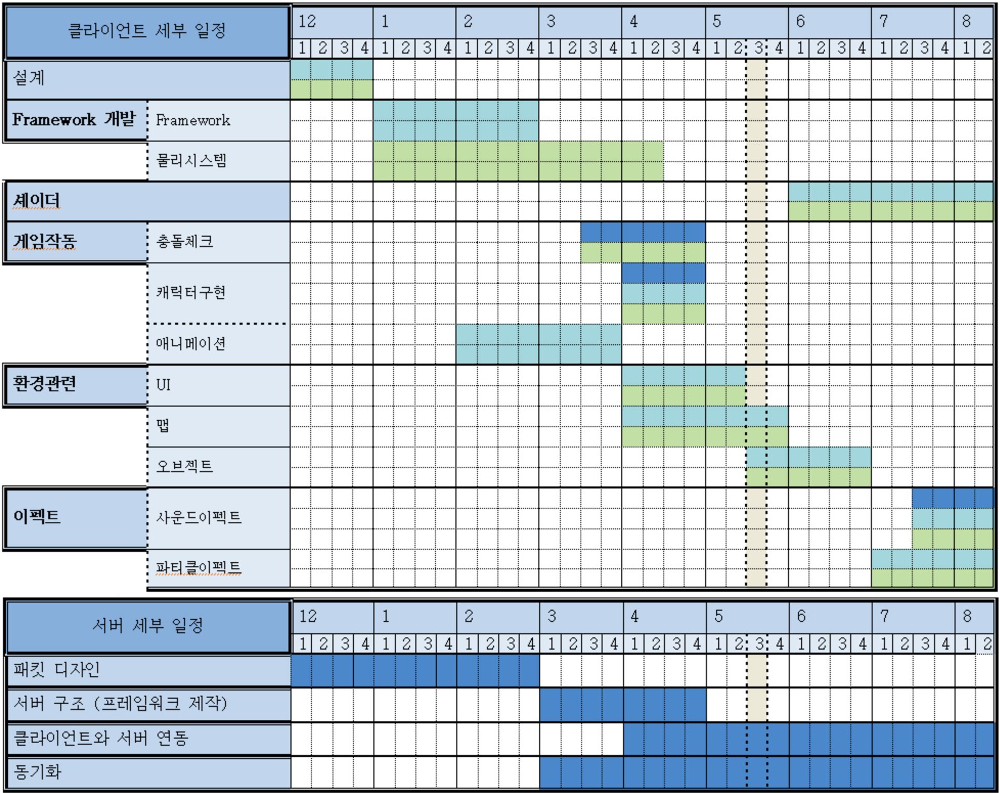 클라이언트 세부 일정
12 1 2 3 4 5 6 7 8
1 2 3 4 1 2 3 4 1 2 3 4 1 2 3 4 1 2 3 4 1 2 3 4 1 2 3 4 1 2 3 4 1 2
설계
Framework 개발 Framework
물리시스템
셰이더
게임작동 충돌체크
캐릭터구현
애니메이션
환경관련 UI
맵
오브젝트
이펙트 사운드이펙트
파티클이펙트
서버 세부 일정
12 1 2 3 4 5 6 7 8
1 2 3 4 1 2 3 4 1 2 3 4 1 2 3 4 1 2 3 4 1 2 3 4 1 2 3 4 1 2 3 4 1 2
패킷 디자인
서버 구조 (프레임워크 제작)
클라이언트와 서버 연동
동기화